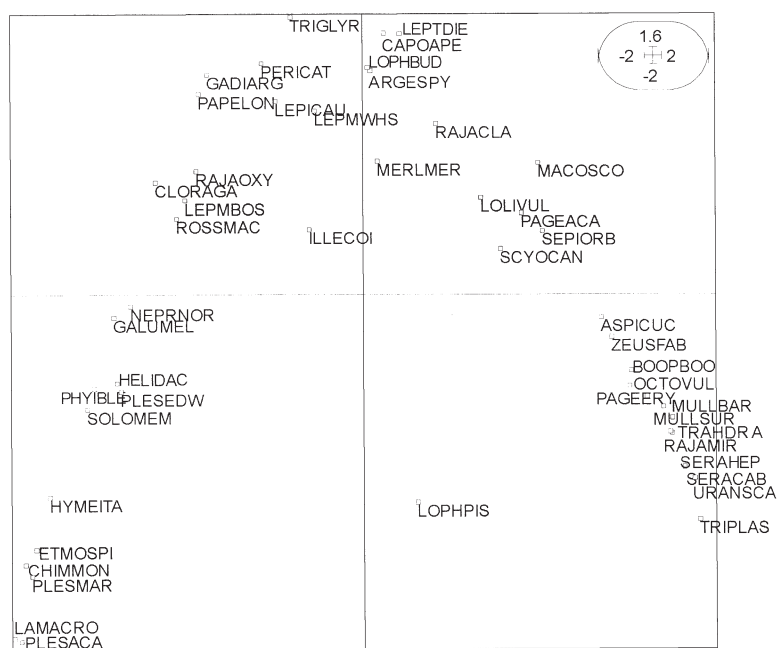 TRIGLYR
LEPTDIE
CAPOAPE
1.6
-2 2
-2
PERICAT
LOPHBUD
GADIARG
ARGESPY
PAPELON
LEPICAU
LEPMWHS
RAJACLA
MERLMER
MACOSCO
RAJAOXY
CLORAGA
LEPMBOS
LOLIVUL
ROSSMAC
PAGEACA
ILLECOI
SEPIORB
SCYOCAN
NEPRNOR
GALUMEL
ASPICUC
ZEUSFAB
BOOPBOO
HELIDAC
OCTOVUL
PHYIBLE
PLESEDW
PAGEERY
MULLBAR
SOLOMEM
MULLSUR
TRAHDRA
RAJAMIR
SERAHEP
SERACAB
URANSCA
HYMEITA
LOPHPIS
TRIPLAS
ETMOSPI
CHIMMON
PLESMAR
LAMACRO
PLESACA